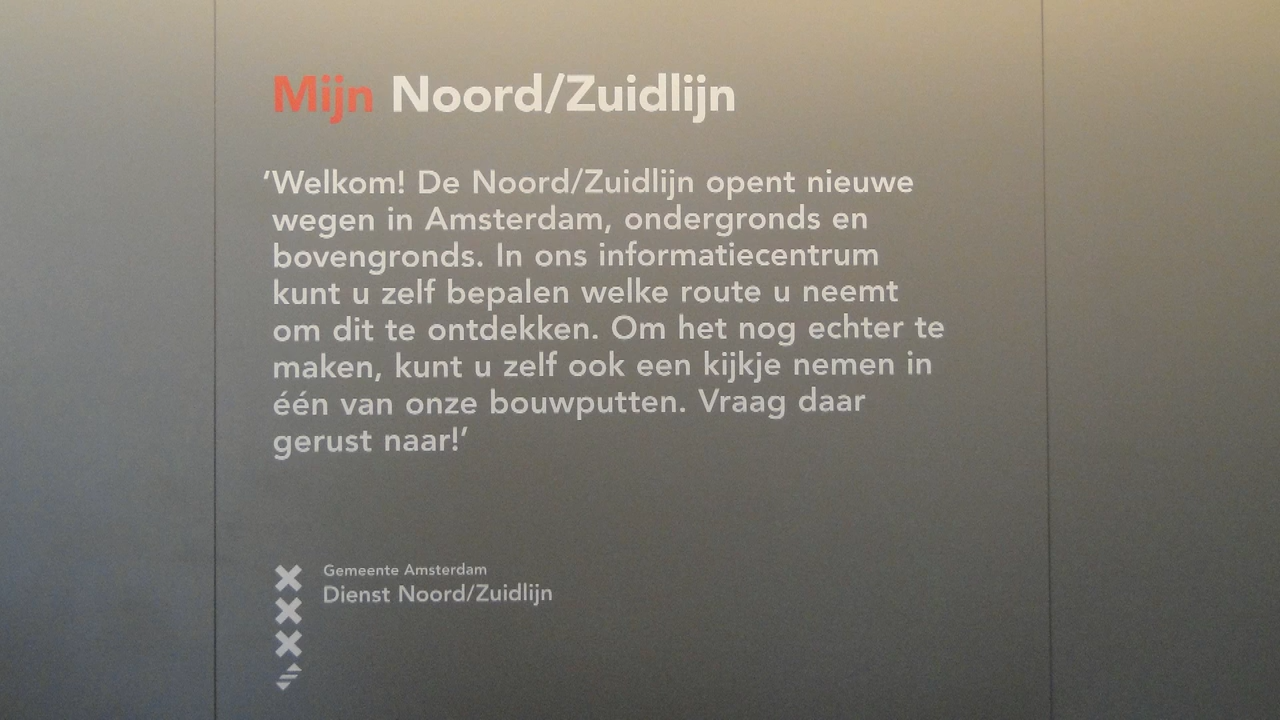 Mijn Noord/Zuidlijn
‘Welkom! De Noord/Zuidlijn opent nieuwe
wegen in Amsterdam, ondergronds en
bovengronds. In ons informatiecentrum
kunt u zelf bepalen welke route u neemt
om dit te ontdekken. Om het nog echter te
maken, kunt u zelf ook een kijkje nemen in
één van onze bouwputten. Vraag daar
gerust naar!’
Gemeente Amsterdam
Dienst Noord/Zuidlijn